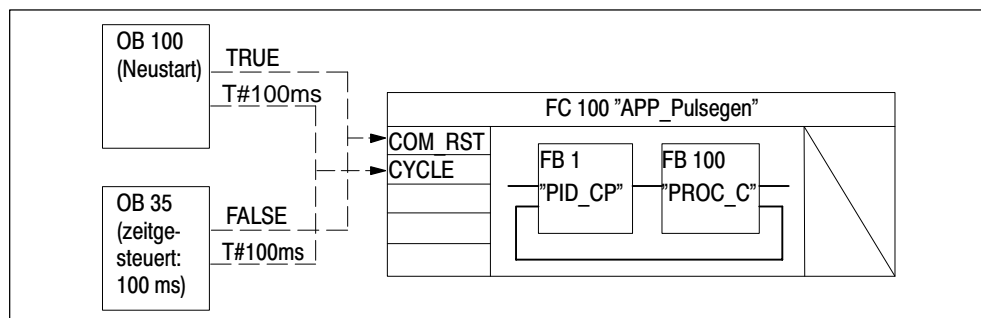 OB 100
(Neustart)
TRUE
T#100ms
OB 35
(zeitge-
steuert:
100 ms)
FALSE
T#100ms
FC 100 ”APP_Pulsegen”
COM_RST
CYCLE
FB 1
”PID_CP”
FB 100
”PROC_C”